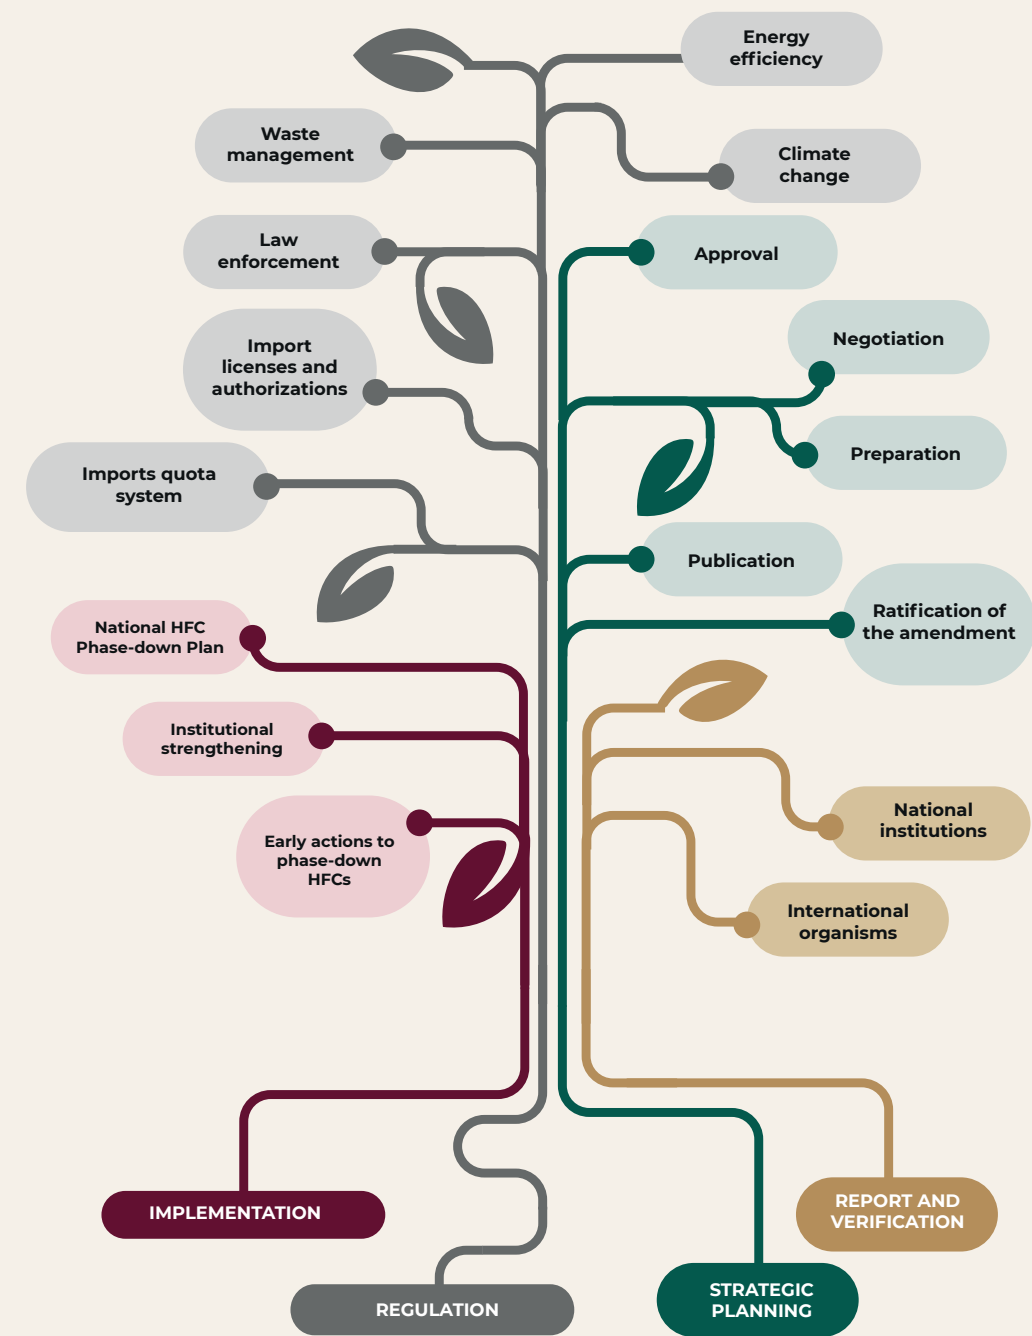 Energy
efficiency
Waste
management
Climate
change
Law
enforcement
Approval
Import
licenses and
authorizations
Negotiation
Preparation
Imports quota
system
Publication
Ratification of
the amendment
National HFC
Phase-down Plan
Institutional
strengthening
National
institutions
Early actions to
phase-down
HFCs
International
organisms
IMPLEMENTATION
REPORT AND
VERIFICATION
REGULATION
STRATEGIC
PLANNING